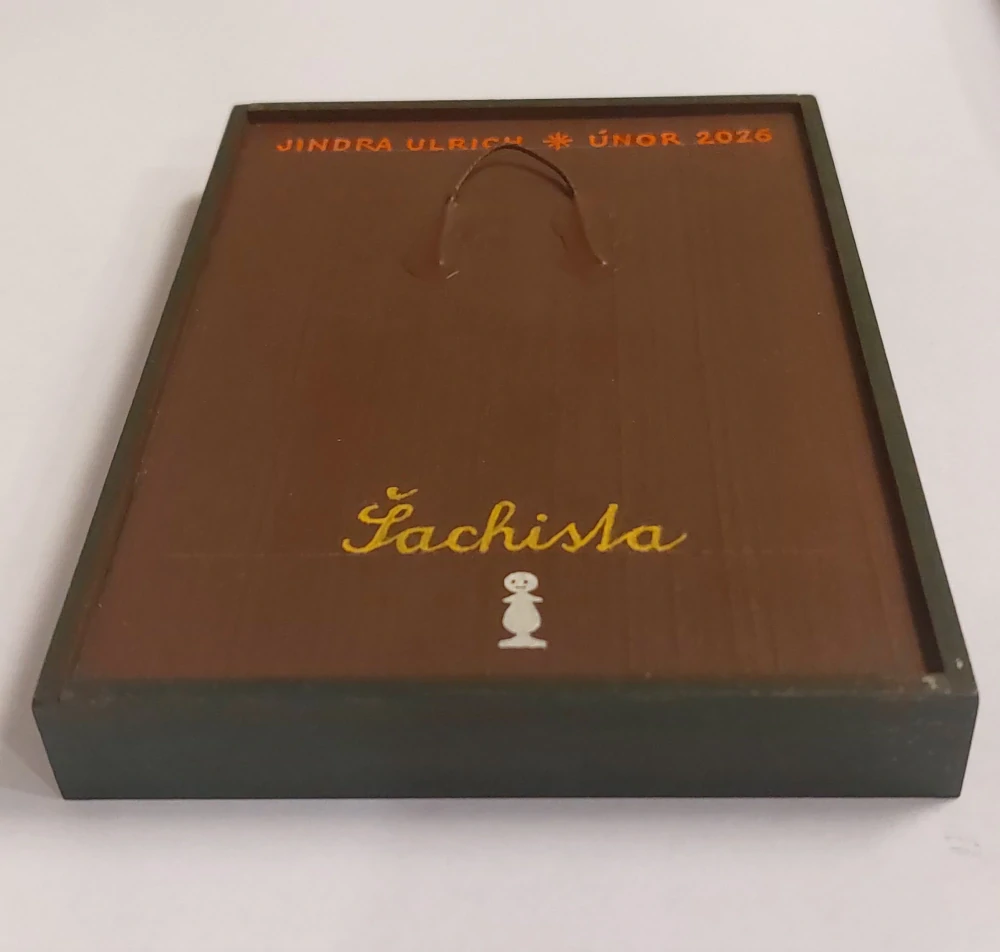 JINDRA ULRICH * ÚNOR 2026
Šachista